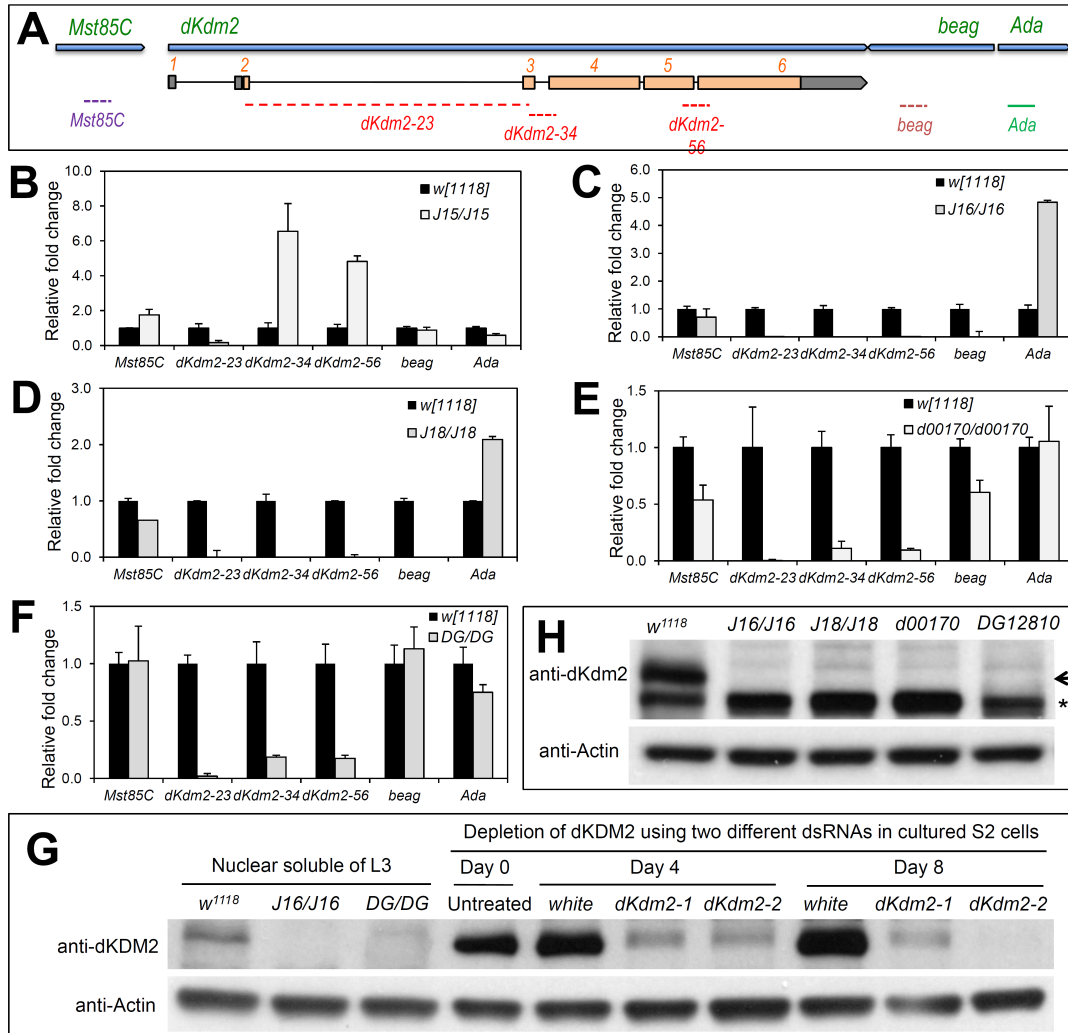 A
Mst85C
dKdm2
beag
Ada
1
2
3
4
5
6
Mst85C
dKdm2-23
dKdm2-34
dKdm2-
56
beag
Ada
B
Relative fold change
10.0
8.0
6.0
4.0
2.0
0.0
w[1118]
J15/J15
Mst85C dKdm2-23 dKdm2-34 dKdm2-56 beag Ada
C
Relative fold change
6.0
5.0
4.0
3.0
2.0
1.0
0.0
w[1118]
J16/J16
Mst85C dKdm2-23 dKdm2-34 dKdm2-56 beag Ada
D
Relative fold change
3.0
2.0
1.0
0.0
w[1118]
J18/J18
Mst85C dKdm2-23 dKdm2-34 dKdm2-56 beag Ada
E
Relative fold change
1.5
1.0
0.5
0.0
w[1118]
d00170/d00170
Mst85C dKdm2-23 dKdm2-34 dKdm2-56 beag Ada
F
Relative fold change
1.5
1.0
0.5
0.0
w[1118]
DG/DG
Mst85C dKdm2-23 dKdm2-34 dKdm2-56 beag Ada
H
w1118 J16/J16 J18/J18 d00170 DG12810
anti-dKdm2
*
anti-Actin
G
Depletion of dKDM2 using two different dsRNAs in cultured S2 cells
Nuclear soluble of L3 Day 0 Day 4 Day 8
w1118 J16/J16 DG/DG Untreated white dKdm2-1 dKdm2-2 white dKdm2-1 dKdm2-2
anti-dKDM2
anti-Actin